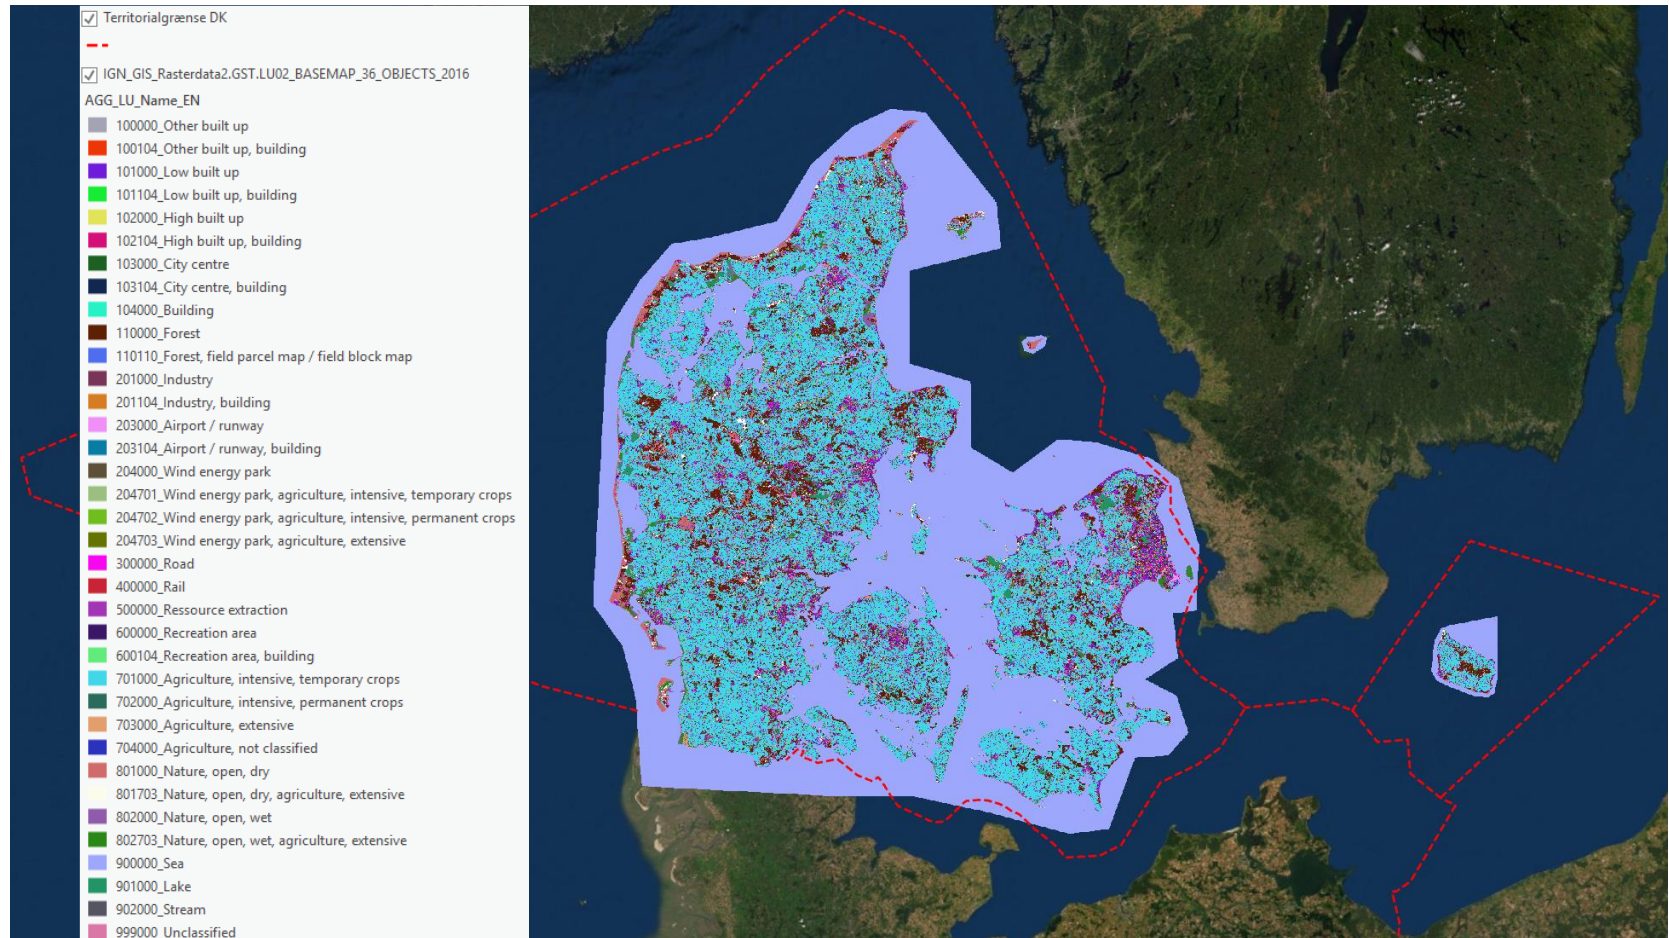 Territorialgrænse DK
IGN_GIS_Rasterdata2.GST.LU02_BASEMAP_36_OBJECTS_2016
AGG_LU_Name_EN
100000_Other built up
100104_Other built up, building
101000_Low built up
101104_Low built up, building
102000_High built up
102104_High built up, building
103000_City centre
103104_City centre, building
104000_Building
110000_Forest
110110_Forest, field parcel map / field block map
201000_Industry
201104_Industry, building
203000_Airport / runway
203104_Airport / runway, building
204000_Wind energy park
204701_Wind energy park, agriculture, intensive, temporary crops
204702_Wind energy park, agriculture, intensive, permanent crops
204703_Wind energy park, agriculture, extensive
300000_Road
400000_Rail
500000_Ressource extraction
600000_Recreation area
600104_Recreation area, building
701000_Agriculture, intensive, temporary crops
702000_Agriculture, intensive, permanent crops
703000_Agriculture, extensive
704000_Agriculture, not classified
801000_Nature, open, dry
801703_Nature, open, dry, agriculture, extensive
802000_Nature, open, wet
802703_Nature, open, wet, agriculture, extensive
900000_Sea
901000_Lake
902000_Stream
999000_Unclassified